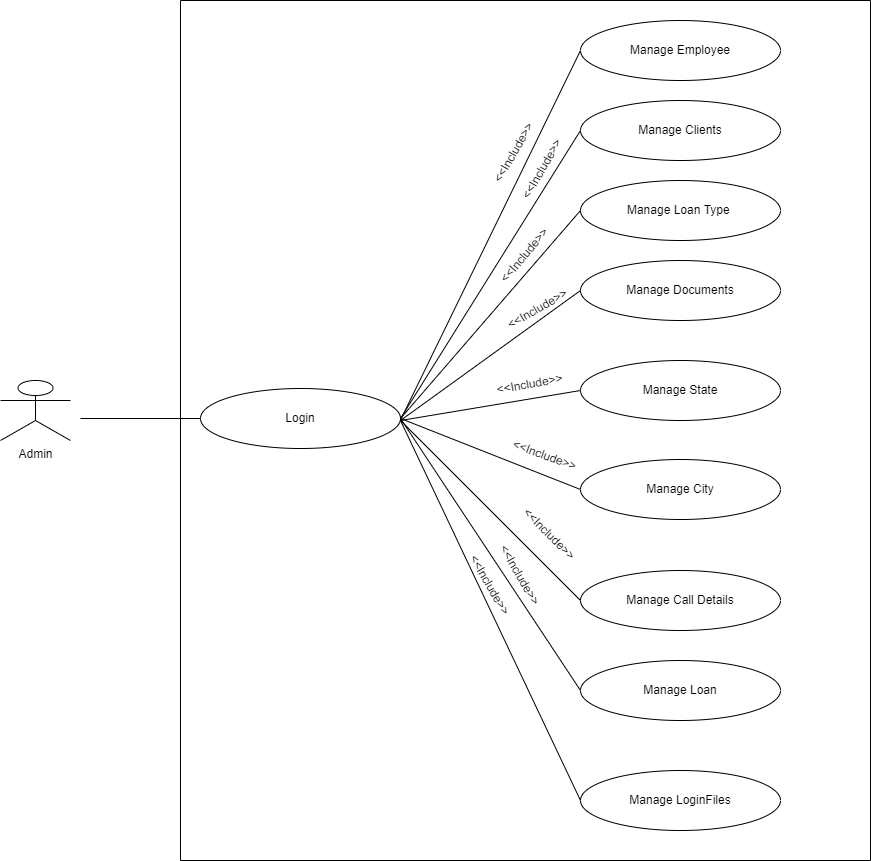 Manage Employee
<<Include>>
Manage Clients
<<Include>>
Manage Loan Type
<<Include>>
Manage Documents
<<Include>>
Manage State
<<Include>>
Login
Admin
Manage City
<<Include>>
Manage Call Details
<<Include>>
Manage Loan
<<Include>>
Manage LoginFiles
<<Include>>